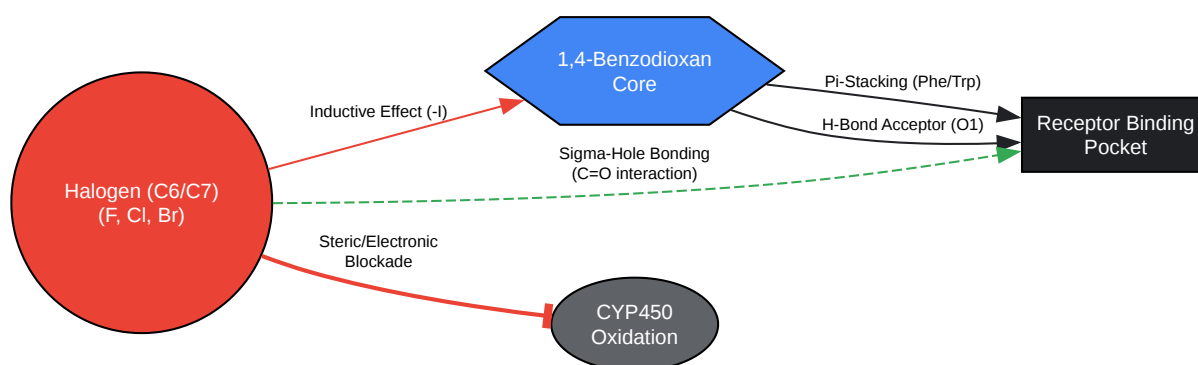 1,4-Benzodioxan
Core
Pi-Stacking (Phe/Trp)
Inductive Effect (-I)
H-Bond Acceptor (O1)
Receptor Binding
Pocket
Sigma-Hole Bonding
(C=O interaction)
Halogen (C6/C7)
(F, Cl, Br)
Steric/Electronic
Blockade
CYP450
Oxidation